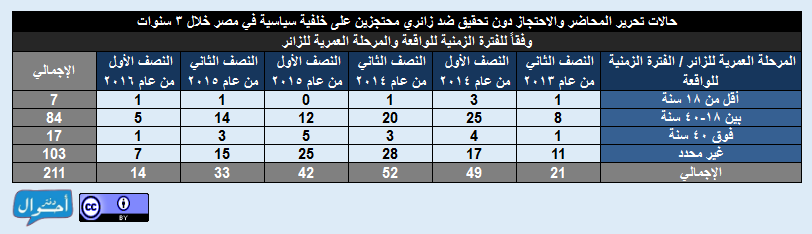 حالات تحرير المحاضر والاحتجاز دون تحقيق ضد زائري محتجزين على خلفية سياسية في مصر خلال ٣ سنوات
وفقاً للفترة الزمنية للواقعة والمرحلة العمرية للزائر
المرحلة العمرية للزائر / الفترة الزمنية للواقعة النصف الثاني من عام ٢٠١٣ النصف الأول من عام ٢٠١٤ النصف الثاني من عام ٢٠١٤ النصف الأول من عام ٢٠١٥ النصف الثاني من عام ٢٠١٥ النصف الأول من عام ٢٠١٦ الإجمالي
أقل من ١٨ سنة 1 3 1 0 1 1 7
بين ١٨-٤٠ سنة 8 25 20 12 14 5 84
فوق ٤٠ سنة 1 4 3 5 3 1 17
غير محدد 11 17 28 25 15 7 103
الإجمالي 21 49 52 42 33 14 211
دفتر أحوال
cc BY